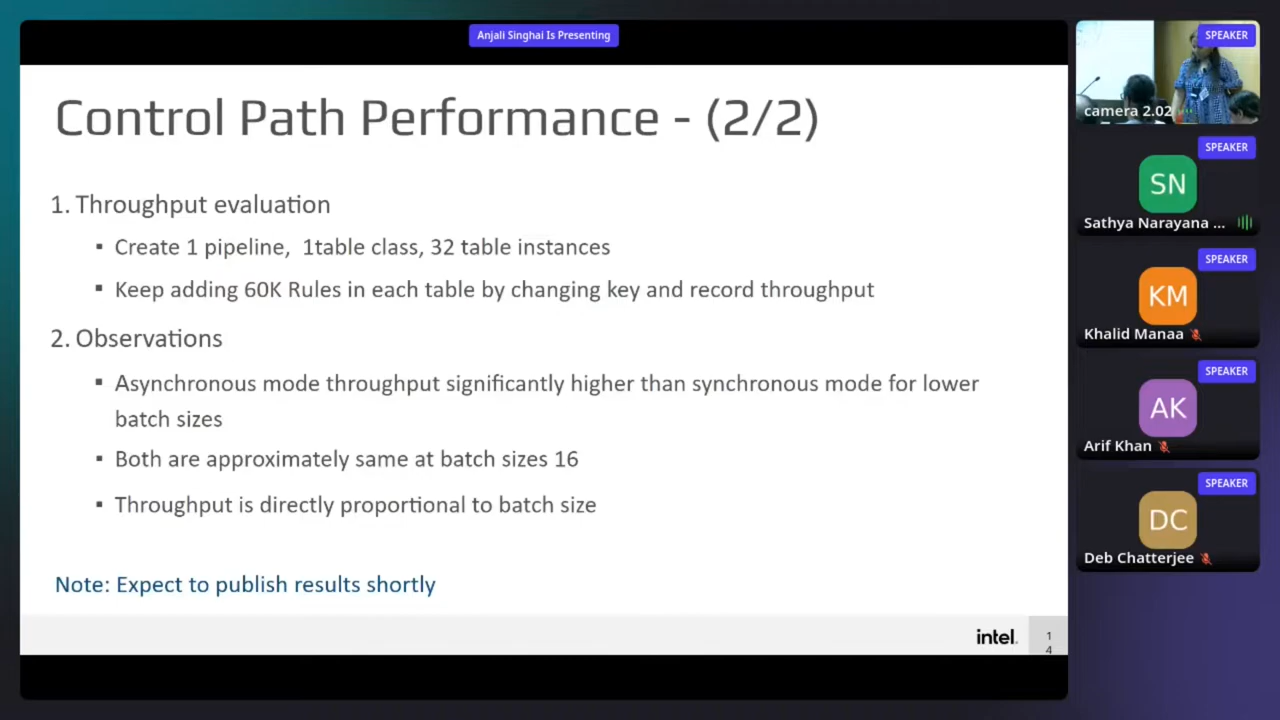 Anjali Singhai Is Presenting
Control Path Performance - (2/2)
1. Throughput evaluation
▪ Create 1 pipeline, 1table class, 32 table instances
▪ Keep adding 60K Rules in each table by changing key and record throughput
2. Observations
▪ Asynchronous mode throughput significantly higher than synchronous mode for lower
batch sizes
▪ Both are approximately same at batch sizes 16
▪ Throughput is directly proportional to batch size
Note: Expect to publish results shortly
intel.
1
4
SPEAKER
camera 2.02
SPEAKER
SN
Sathya Narayana ...
SPEAKER
KM
Khalid Manaa
SPEAKER
AK
Arif Khan
SPEAKER
DC
Deb Chatterjee